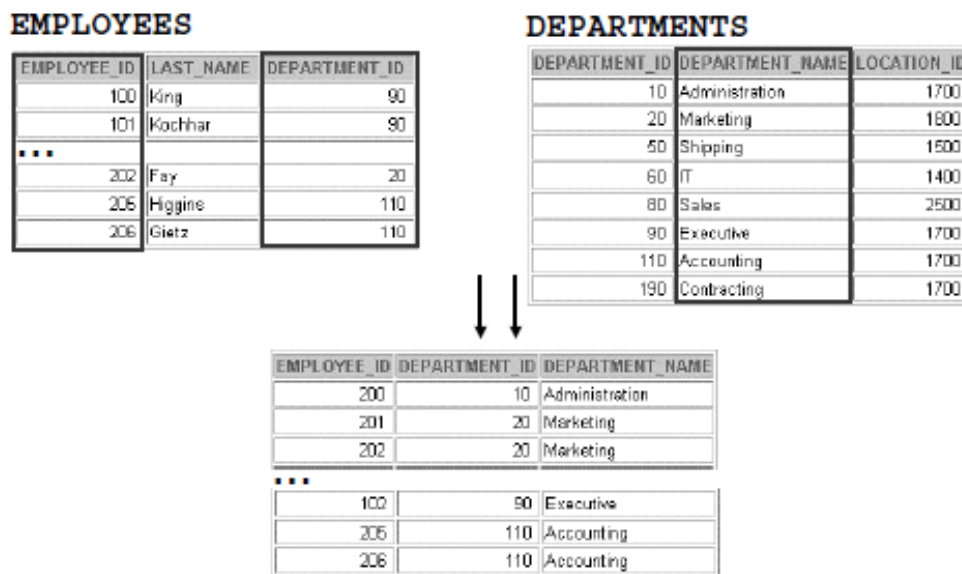 EMPLOYEES
EMPLOYEE_ID LAST_NAME DEPARTMENT_ID
100 King 90
101 Kochhar 90
...
202 Fay 20
205 Higgins 110
206 Gietz 110
DEPARTMENTS
DEPARTMENT_ID DEPARTMENT_NAME LOCATION_ID
10 Administration 1700
20 Marketing 1800
50 Shipping 1500
60 IT 1400
80 Sales 2500
90 Executive 1700
110 Accounting 1700
190 Contracting 1700
EMPLOYEE_ID DEPARTMENT_ID DEPARTMENT_NAME
200 10 Administration
201 20 Marketing
202 20 Marketing
...
102 90 Executive
205 110 Accounting
206 110 Accounting